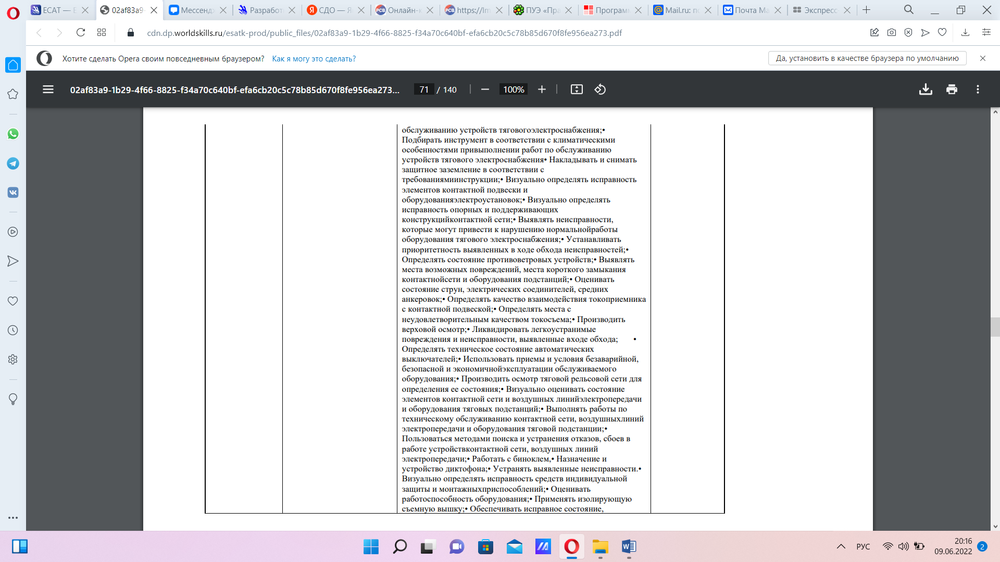 ЕСАТ — Е
02af83a9-
Мессендж
Разработ
СДО — Я
Онлайн-к
https://lm
ПУЭ «Пра
Програм
Mail.ru: по
Почта Ма
Экспресс-
cdn.dp.worldskills.ru/esatk-prod/public_files/02af83a9-1b29-4f66-8825-f34a70c640bf-efa6cb20c5c78b85d670f8fe956ea273.pdf
Хотите сделать Opera своим повседневным браузером? Как я могу это сделать?
Да, установить в качестве браузера по умолчанию
02af83a9-1b29-4f66-8825-f34a70c640bf-efa6cb20c5c78b85d670f8fe956ea273...
71 / 140
100%
обслуживанию устройств тяговогоэлектроснабжения;•
Подбирать инструмент в соответствии с климатическими
особенностями привыполнении работ по обслуживанию
устройств тягового электроснабжения• Накладывать и снимать
защитное заземление в соответствии с
требованиямиинструкции;• Визуально определять исправность
элементов контактной подвески и
оборудованияэлектроустановок;• Визуально определять
исправность опорных и поддерживающих
конструкцийконтактной сети;• Выявлять неисправности,
которые могут привести к нарушению нормальнойработы
оборудования тягового электроснабжения;• Устанавливать
приоритетность выявленных в ходе обхода неисправностей;•
Определять состояние противоветровых устройств;• Выявлять
места возможных повреждений, места короткого замыкания
контактнойсети и оборудования подстанций;• Оценивать
состояние струн, электрических соединителей, средних
анкеровок;• Определять качество взаимодействия токоприемника
с контактной подвеской;• Определять места с
неудовлетворительным качеством токосъема;• Производить
верховой осмотр;• Ликвидировать легкоустранимые
повреждения и неисправности, выявленные входе обхода; •
Определять техническое состояние автоматических
выключателей;• Использовать приемы и условия безаварийной,
безопасной и экономичнойэксплуатации обслуживаемого
оборудования;• Производить осмотр тяговой рельсовой сети для
определения ее состояния;• Визуально оценивать состояние
элементов контактной сети и воздушных линийэлектропередачи
и оборудования тяговых подстанций;• Выполнять работы по
техническому обслуживанию контактной сети, воздушныхлиний
электропередачи и оборудования тяговой подстанции;•
Пользоваться методами поиска и устранения отказов, сбоев в
работе устройствконтактной сети, воздушных линий
электропередачи;• Работать с биноклем,• Назначение и
устройство диктофона;• Устранять выявленные неисправности.•
Визуально определять исправность средств индивидуальной
защиты и монтажныхприспособлений;• Оценивать
работоспособность оборудования;• Применять изолирующую
съемную вышку;• Обеспечивать исправное состояние,
РУС
20:16
09.06.2022
2